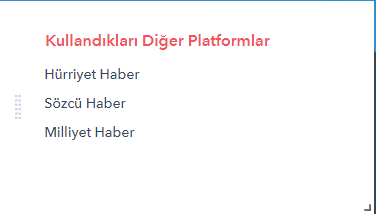 Kullandıkları Diğer Platformlar
Hürriyet Haber
Sözcü Haber
Milliyet Haber